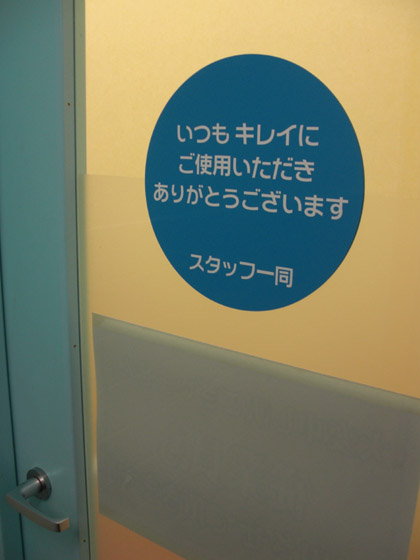 いつも キレイに
ご使用いただき
ありがとうございます
スタッフ一同